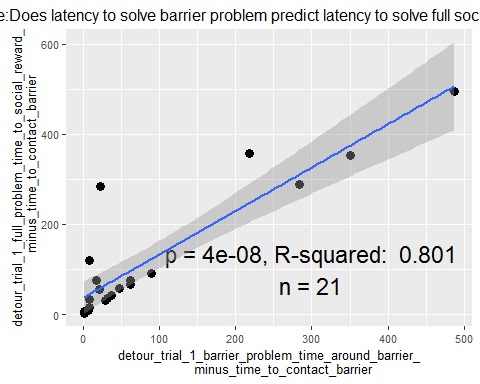 e:Does latency to solve barrier problem predict latency to solve full soc
detour_trial_1_full_problem_time_to_social_reward_
minus_time_to_contact_barrier
600
400
200
0
p = 4e-08, R-squared:  0.801
n = 21
0 100 200 300 400 500
detour_trial_1_barrier_problem_time_around_barrier_
minus_time_to_contact_barrier